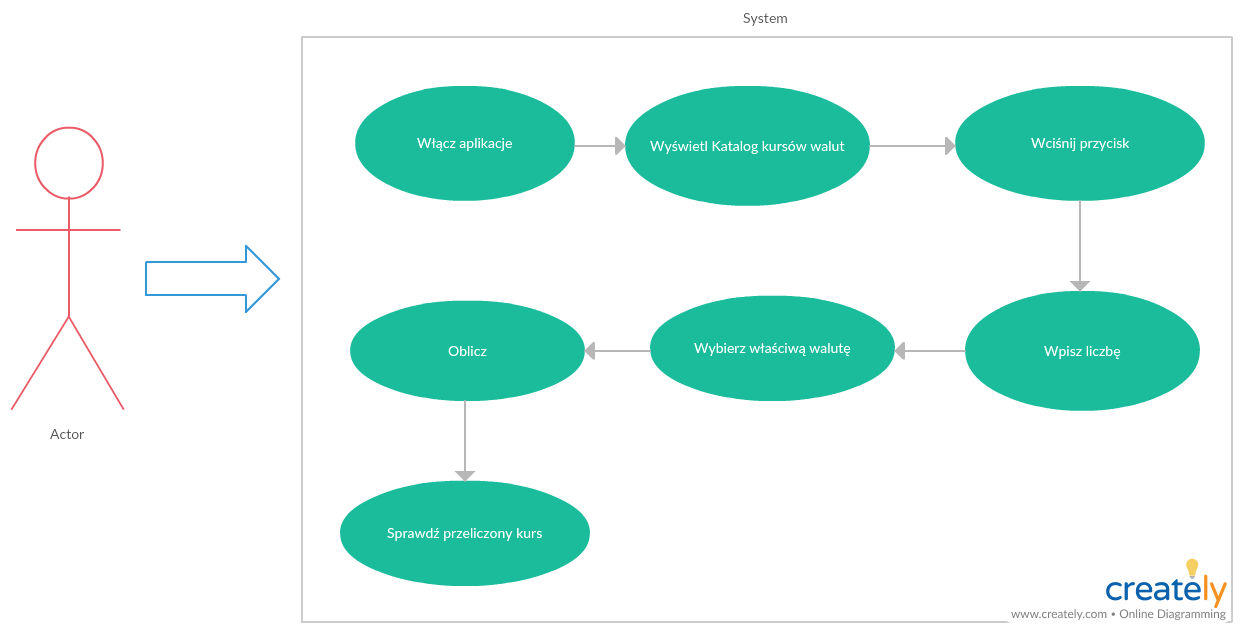 System
Włącz aplikacje
Wyświetl Katalog kursów walut
Wciśnij przycisk
Oblicz
Wybierz właściwą walutę
Wpisz liczbę
Actor
Sprawdź przeliczony kurs
creately
www.creately.com • Online Diagramming